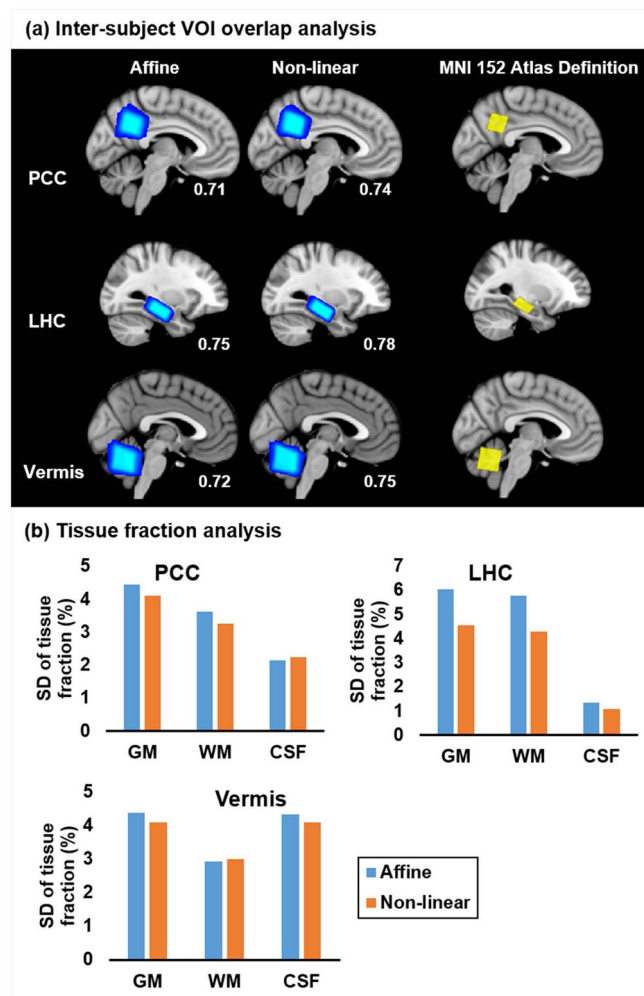 (a) Inter-subject VOI overlap analysis
Affine Non-linear MNI 152 Atlas Definition
PCC
0.71 0.74
LHC
0.75 0.78
Vermis
0.72 0.75
(b) Tissue fraction analysis
PCC
SD of tissue
fraction (%)
5
4
3
2
1
0
GM WM CSF
LHC
SD of tissue
fraction (%)
7
6
5
4
3
2
1
0
GM WM CSF
Vermis
SD of tissue
fraction (%)
5
4
3
2
1
0
GM WM CSF
Affine
Non-linear